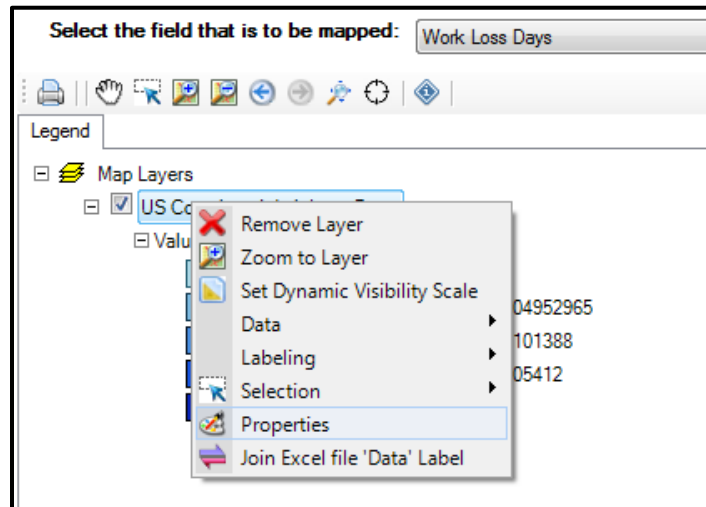 Select the field that is to be mapped: Work Loss Days
Legend
Map Layers
US
Remove Layer
Zoom to Layer
Set Dynamic Visibility Scale
04952965
Data
101388
Labeling
05412
Selection
Properties
Join Excel file 'Data' Label